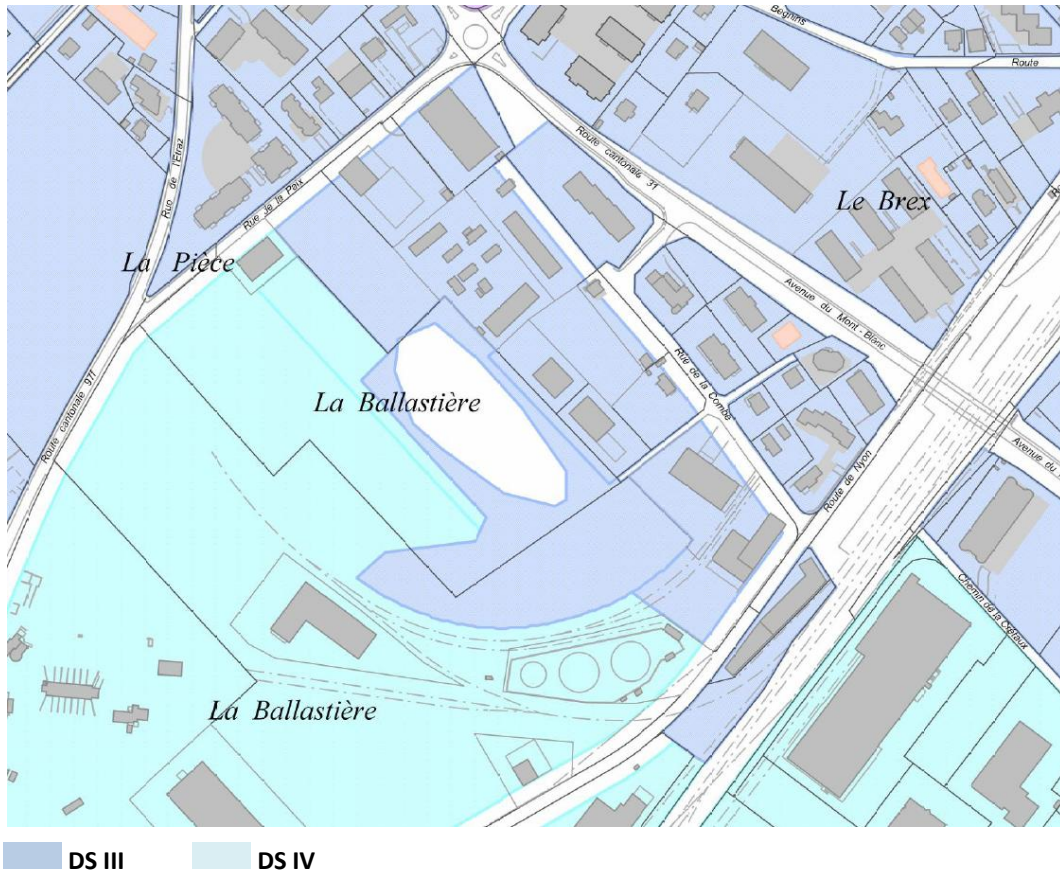 Begnins
Route
Rue de l'Etraz
Route cantonale 31
Rue de la Paix
Le Brex
La Pièce
Avenue du Mont - Blanc
Rue de la Combe
La Ballastière
Route cantonale 971
Avenue du
Route de Nyon
Chemin de la Crétaux
La Ballastière
DS III
DS IV